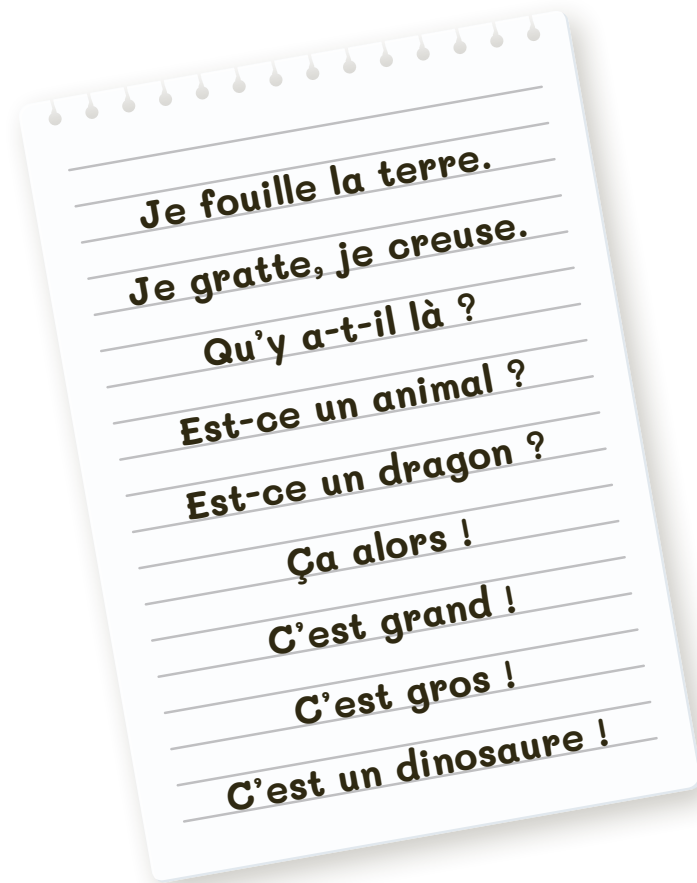 Je fouille la terre.
Je gratte, je creuse.
Qu’y a-t-il là ?
Est-ce un animal ?
Est-ce un dragon ?
Ça alors !
C’est grand !
C’est gros !
C’est un dinosaure !